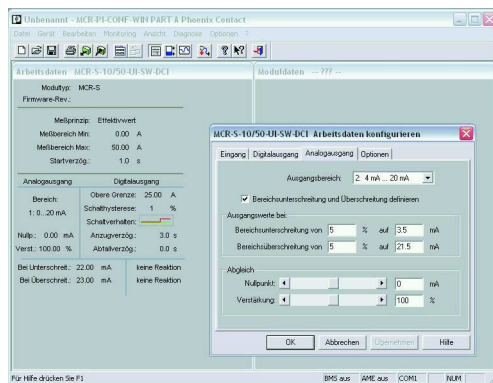 Unbenannt - MCR-PI-CONF-WIN PART A Phoenix Contact
Datei Gerät Bearbeiten Monitoring Ansicht Diagnose Optionen ?
Arbeitsdaten MCR-S-10/50-UI-SW-DCI
Moduldaten --- ???---
Modultyp: MCR-S
Firmware-Rev.:
Meßprinzip: Effektivwert
Meßbereich Min: 0.00 A
Meßbereich Max: 50.00 A
Startverzög.: 1.0 s
Analogausgang
Digitalausgang
Bereich:
1: 0...20 mA
Nullp.: 0.00 mA
Verst.: 100.00 %
Obere Grenze: 25.00 A
Schalthysterese: 1 %
Schaltverhalten:
Anzugverzög.: 3.0 s
Abfallverzög.: 0.0 s
Bei Unterschreit.: 22.00 mA keine Reaktion
Bei Überschreit.: 23.00 mA keine Reaktion
MCR-S-10/50-UI-SW-DCI Arbeitsdaten konfigurieren
Eingang Digitalausgang Analogausgang Optionen
Ausgangsbereich: 2: 4 mA ... 20 mA
Bereichsunterschreitung und Überschreitung definieren
Ausgangswerte bei:
Bereichsunterschreitung von 5 % auf 3.5 mA
Bereichsüberschreitung von 5 % auf 21.5 mA
Abgleich
Nullpunkt: 0 mA
Verstärkung: 100 %
OK Abbrechen Übernehmen Hilfe
Für Hilfe drücken Sie F1
BMS aus AME aus COM1 NUM